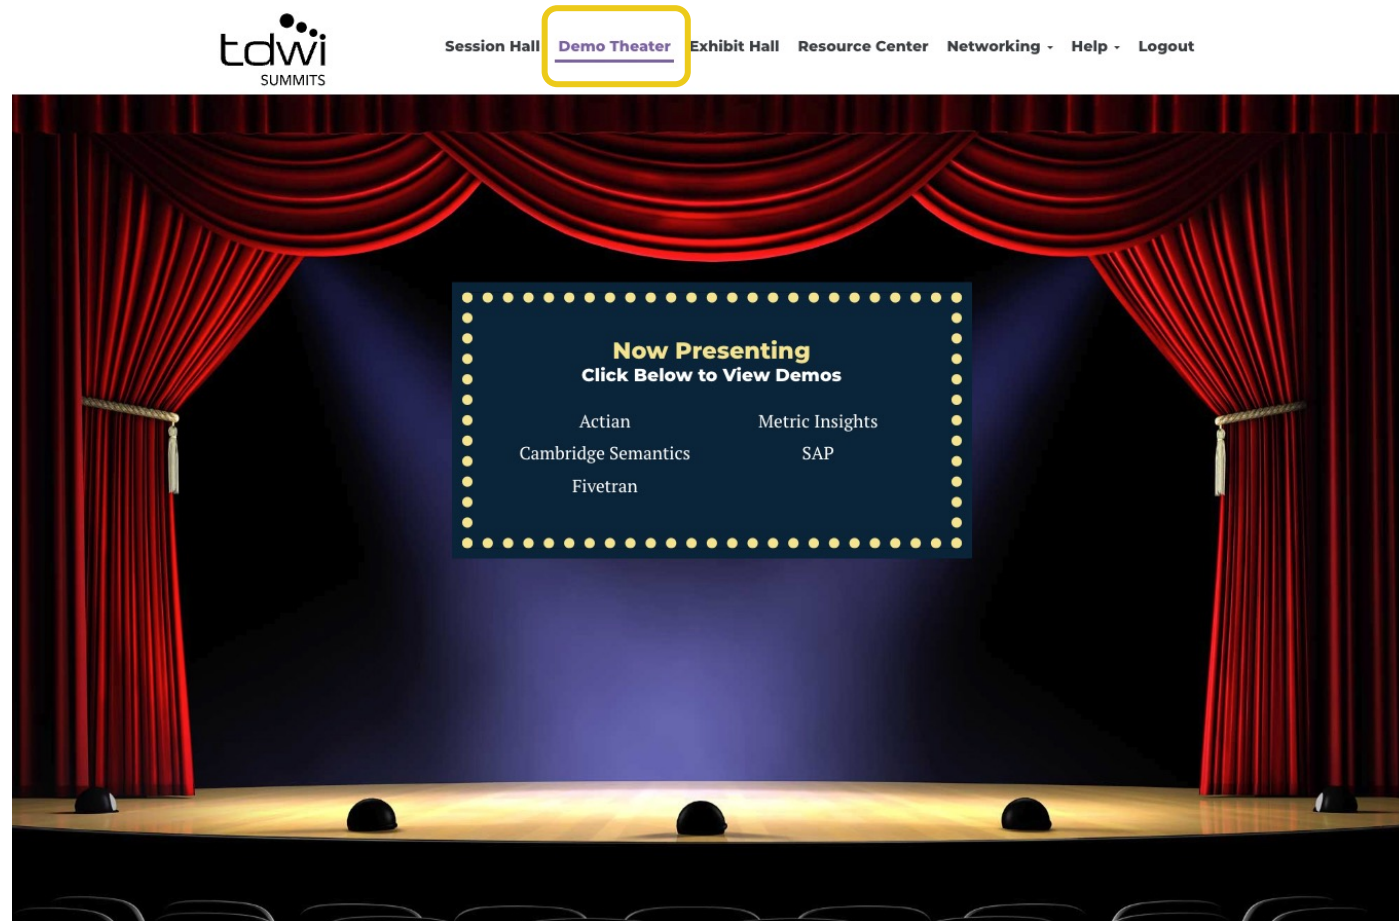 tdwi
SUMMITS
Session Hall Demo Theater Exhibit Hall Resource Center Networking Help Logout
Now Presenting
Click Below to View Demos
Actian Metric Insights
Cambridge Semantics SAP
Fivetran